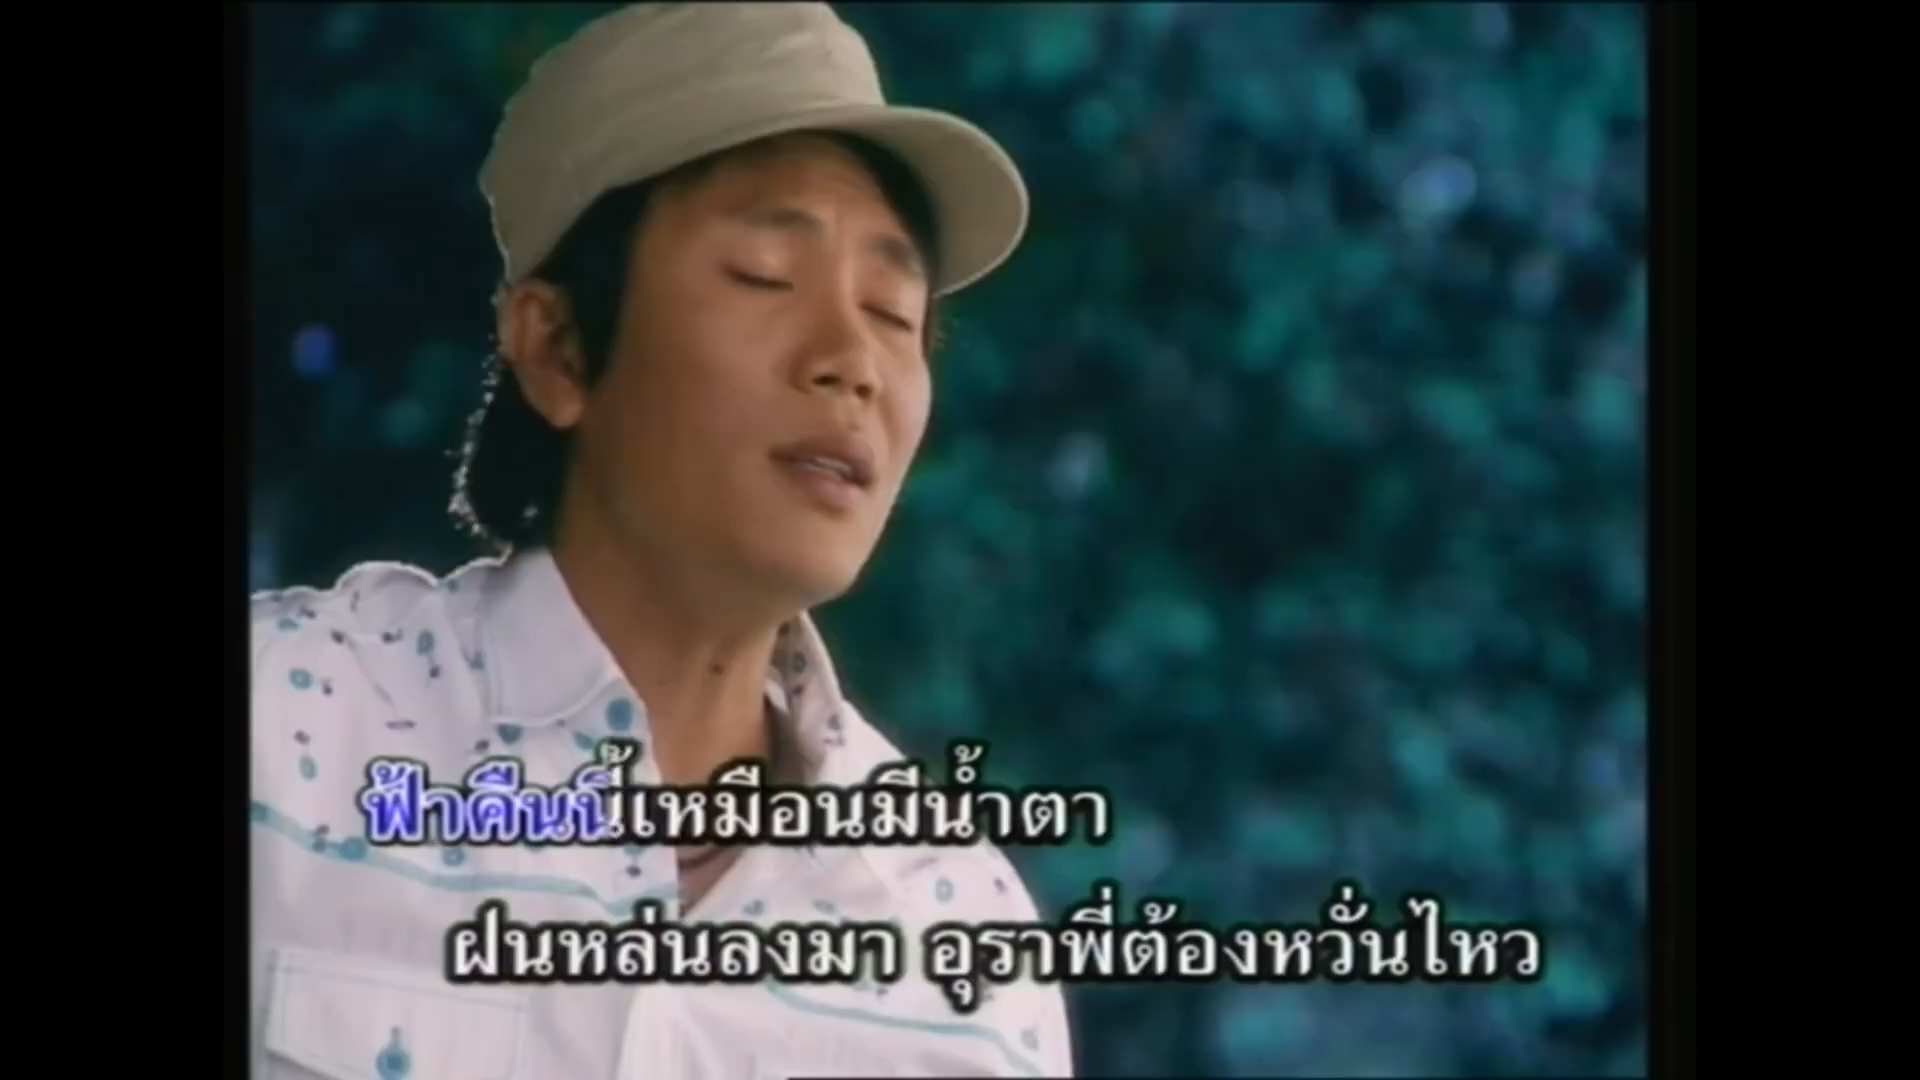 ฟ้าคืนนี้เหมือนมีน้ำตา
ฝนหล่นลงมา อุราพี่ต้องหวั่นไหว